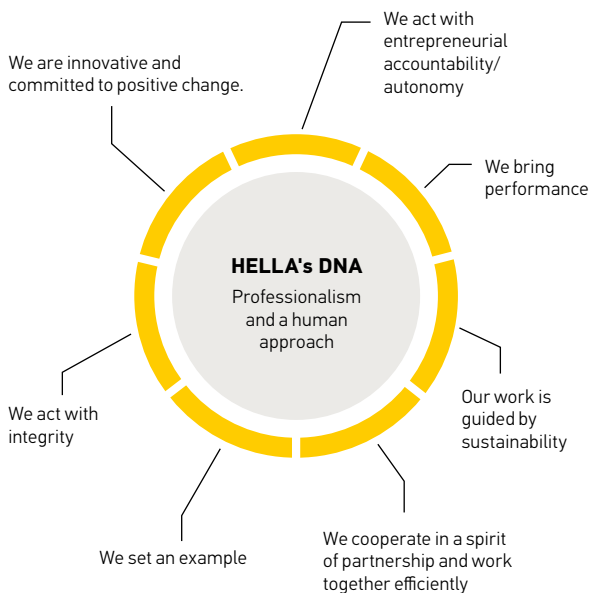 We act with
entrepreneurial
accountability/
autonomy
We are innovative and
committed to positive change.
We bring
performance
HELLA's DNA
Professionalism
and a human
approach
Our work is
guided by
sustainability
We act with
integrity
We cooperate in a spirit
of partnership and work
together efficiently
We set an example